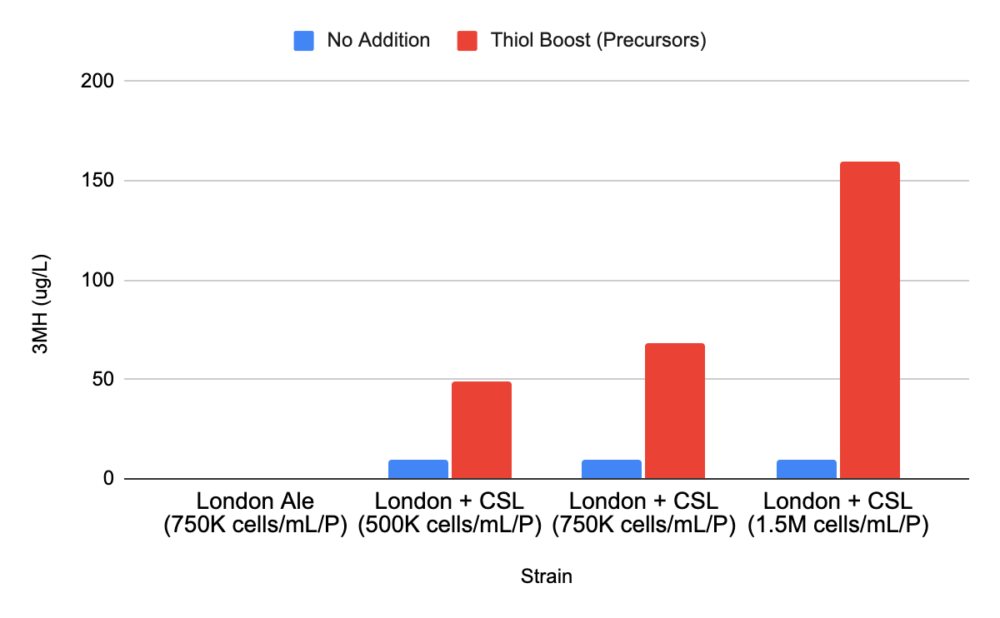 No Addition
Thiol Boost (Precursors)
200
150
100
50
0
3MH (ug/L)
London Ale
(750K cells/mL/P)
London + CSL
(500K cells/mL/P)
London + CSL
(750K cells/mL/P)
London + CSL
(1.5M cells/mL/P)
Strain